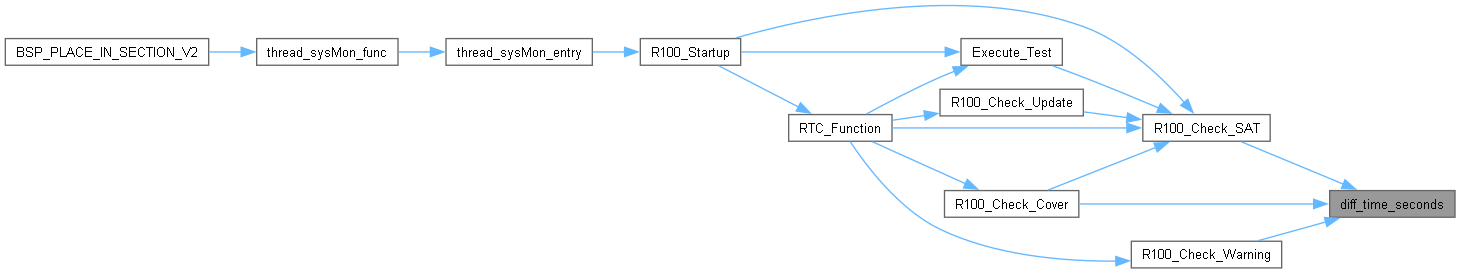 BSP_PLACE_IN_SECTION_V2
thread_sysMon_func
thread_sysMon_entry
R100_Startup
Execute_Test
R100_Check_Update
RTC_Function
R100_Check_SAT
R100_Check_Cover
diff_time_seconds
R100_Check_Warning